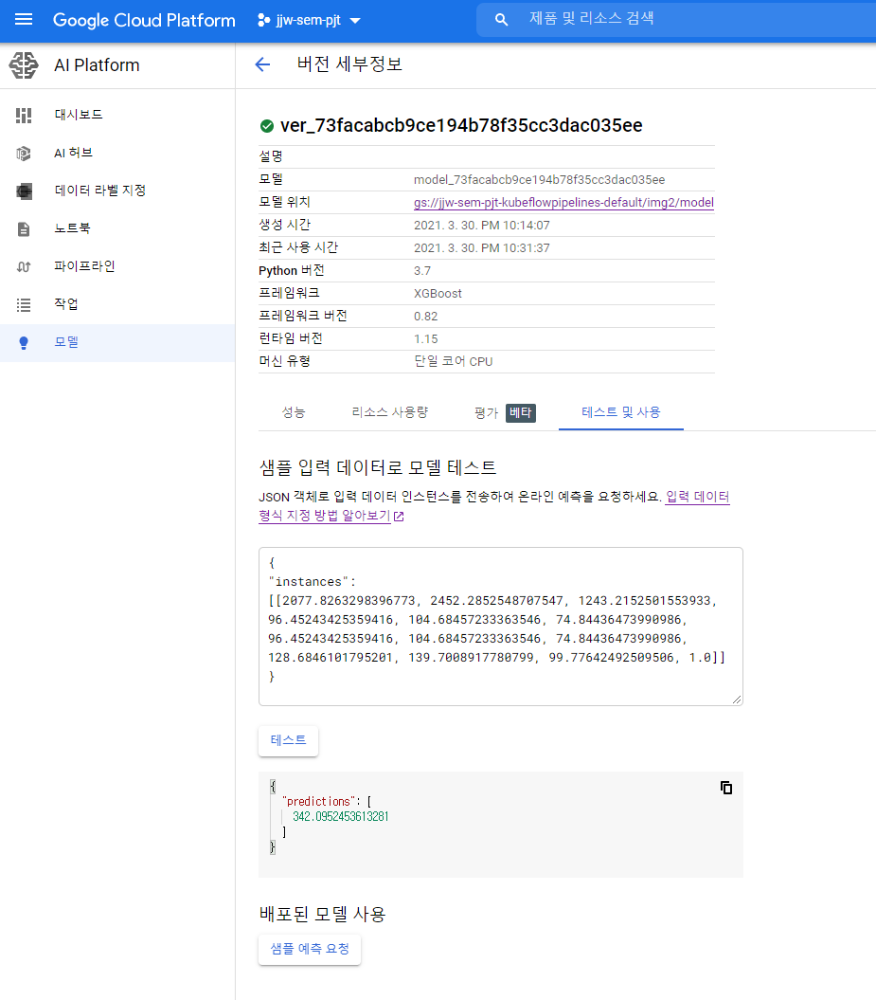 Google Cloud Platform
jjw-sem-pjt
제품 및 리소스 검색
AI Platform
버전 세부정보
대시보드
AI 허브
데이터 라벨 지정
노트북
파이프라인
작업
모델
ver_73facabcb9ce194b78f35cc3dac035ee
설명
모델 model_73facabcb9ce194b78f35cc3dac035ee
모델 위치 gs://jjw-sem-pjt-kubeflowpipelines-default/img2/model
생성 시간 2021. 3. 30. PM 10:14:07
최근 사용 시간 2021. 3. 30. PM 10:31:37
Python 버전 3.7
프레임워크 XGBoost
프레임워크 버전 0.82
런타임 버전 1.15
머신 유형 단일 코어 CPU
성능 리소스 사용량 평가 베타 테스트 및 사용
샘플 입력 데이터로 모델 테스트
JSON 객체로 입력 데이터 인스턴스를 전송하여 온라인 예측을 요청하세요. 입력 데이터
형식 지정 방법 알아보기
{
"instances":
[[2077.8263298396773, 2452.2852548707547, 1243.2152501553933,
96.45243425359416, 104.68457233363546, 74.84436473990986,
96.45243425359416, 104.68457233363546, 74.84436473990986,
128.6846101795201, 139.7008917780799, 99.77642492509506, 1.0]]
}
테스트
{
"predictions": [
342.0952453613281
]
}
배포된 모델 사용
샘플 예측 요청